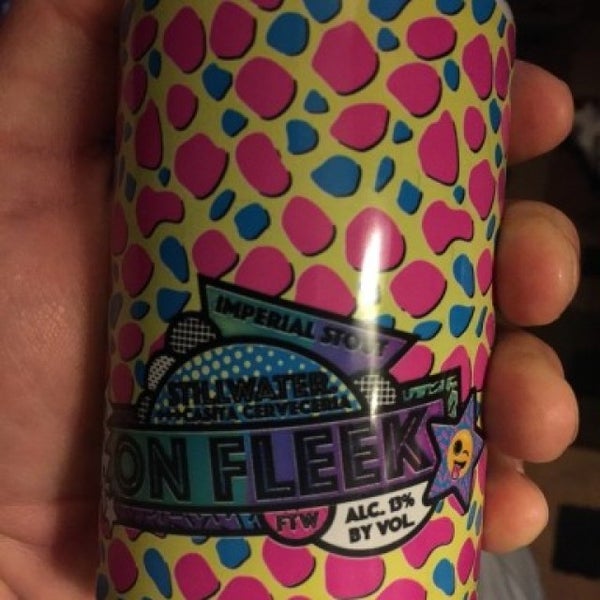 IMPERIAL STOUT
STILLWATER
CASITA CERVECERIA
ON FLEEK
FTW
ALC. 13%
BY VOL